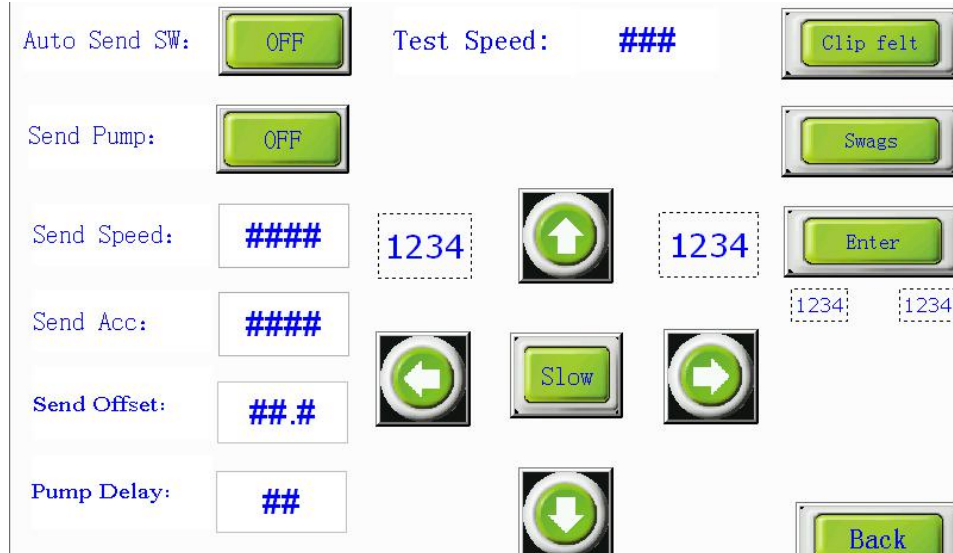 Auto Send SW: OFF Test Speed: ### Clip felt
Send Pump: OFF Swags
Send Speed: #### 1234 1234 Enter
1234 1234
Send Acc: ####
Slow
Send Offset: ##.#
Pump Delay: ##
Back